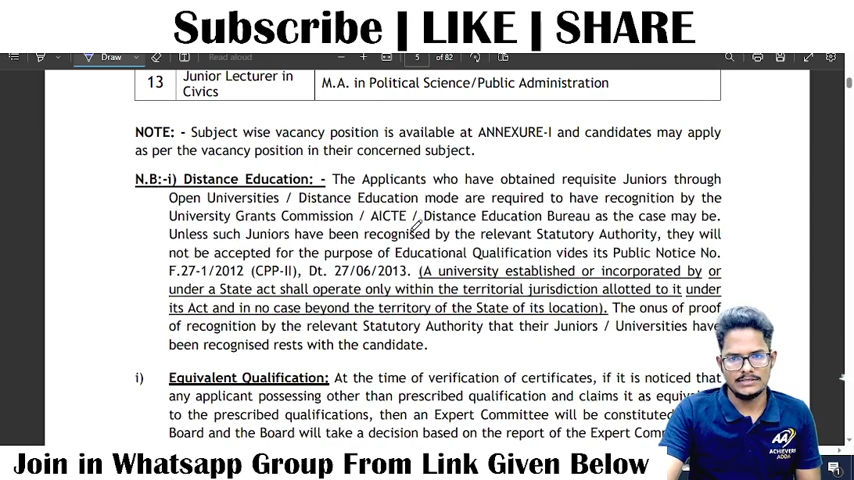 Subscribe | LIKE | SHARE
Draw
Read aloud
5 of 82
13 Junior Lecturer in Civics M.A. in Political Science/Public Administration
NOTE: - Subject wise vacancy position is available at ANNEXURE-I and candidates may apply
as per the vacancy position in their concerned subject.
N.B:-i) Distance Education: - The Applicants who have obtained requisite Juniors through
Open Universities / Distance Education mode are required to have recognition by the
University Grants Commission / AICTE / Distance Education Bureau as the case may be.
Unless such Juniors have been recognised by the relevant Statutory Authority, they will
not be accepted for the purpose of Educational Qualification vides its Public Notice No.
F.27-1/2012 (CPP-II), Dt. 27/06/2013. (A university established or incorporated by or
under a State act shall operate only within the territorial jurisdiction allotted to it under
its Act and in no case beyond the territory of the State of its location). The onus of proof
of recognition by the relevant Statutory Authority that their Juniors / Universities have
been recognised rests with the candidate.
i) Equivalent Qualification: At the time of verification of certificates, if it is noticed that
any applicant possessing other than prescribed qualification and claims it as
to the prescribed qualifications, then an Expert Committee will be constituted
Board and the Board will take a decision based on the report of the Expert
AA
ACHIEVERS
ADDA
Join in Whatsapp Group From Link Given Below